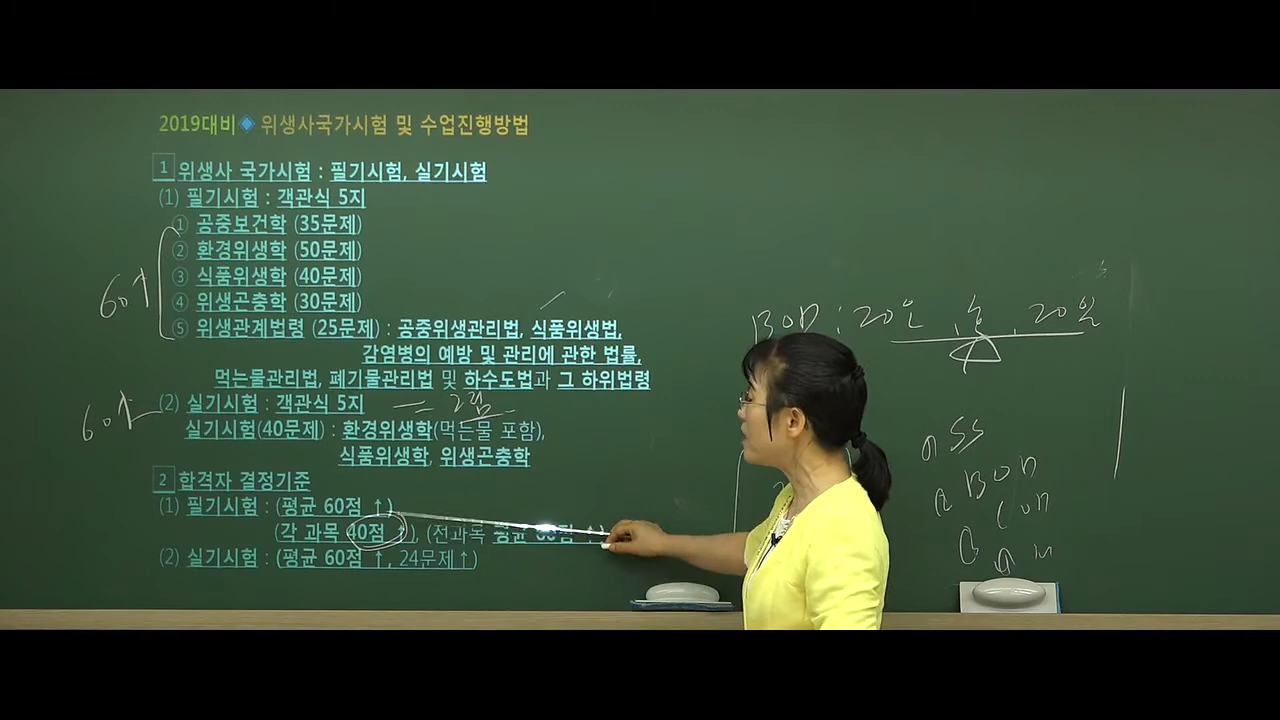 2019대비 ◆ 위생사국가시험 및 수업진행방법
1 위생사 국가시험 : 필기시험, 실기시험
(1) 필기시험 : 객관식 5지
① 공중보건학 (35문제)
② 환경위생학 (50문제)
③ 식품위생학 (40문제)
④ 위생곤충학 (30문제)
⑤ 위생관계법령 (25문제) : 공중위생관리법, 식품위생법,
감염병의 예방 및 관리에 관한 법률,
먹는물관리법, 폐기물관리법 및 하수도법과 그 하위법령
60↑
(2) 실기시험 : 객관식 5지
60↑
실기시험(40문제) : 환경위생학(먹는물 포함),
식품위생학, 위생곤충학
2 합격자 결정기준
(1) 필기시험 : (평균 60점 ↑)
(각 과목 40점 ↑), (전과목 평균 60점 ↑)
(2) 실기시험 : (평균 60점 ↑, 24문제↑)
BOD : 20 20일
SS
BOD